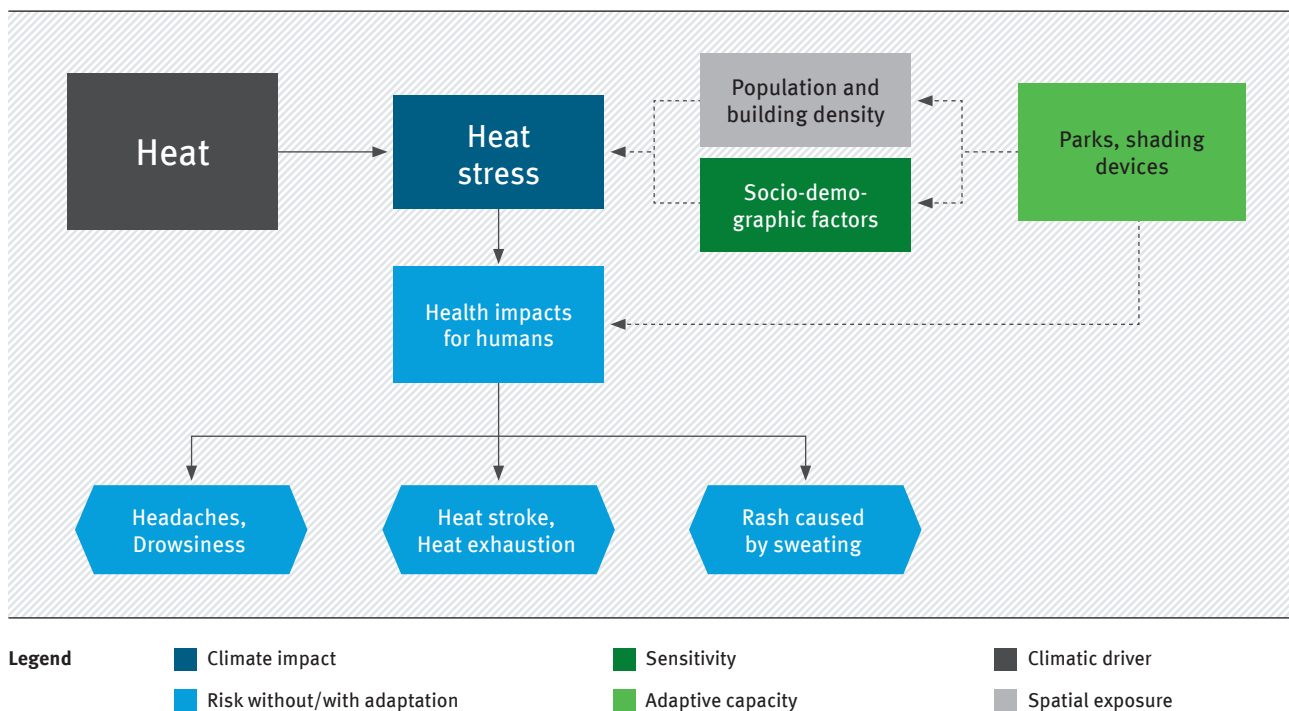 Heat
Heat
stress
Population and
building density
Socio-demo-
graphic factors
Parks, shading
devices
Health impacts
for humans
Headaches,
Drowsiness
Heat stroke,
Heat exhaustion
Rash caused
by sweating
Legend
Climate impact
Sensitivity
Climatic driver
Risk without/with adaptation
Adaptive capacity
Spatial exposure